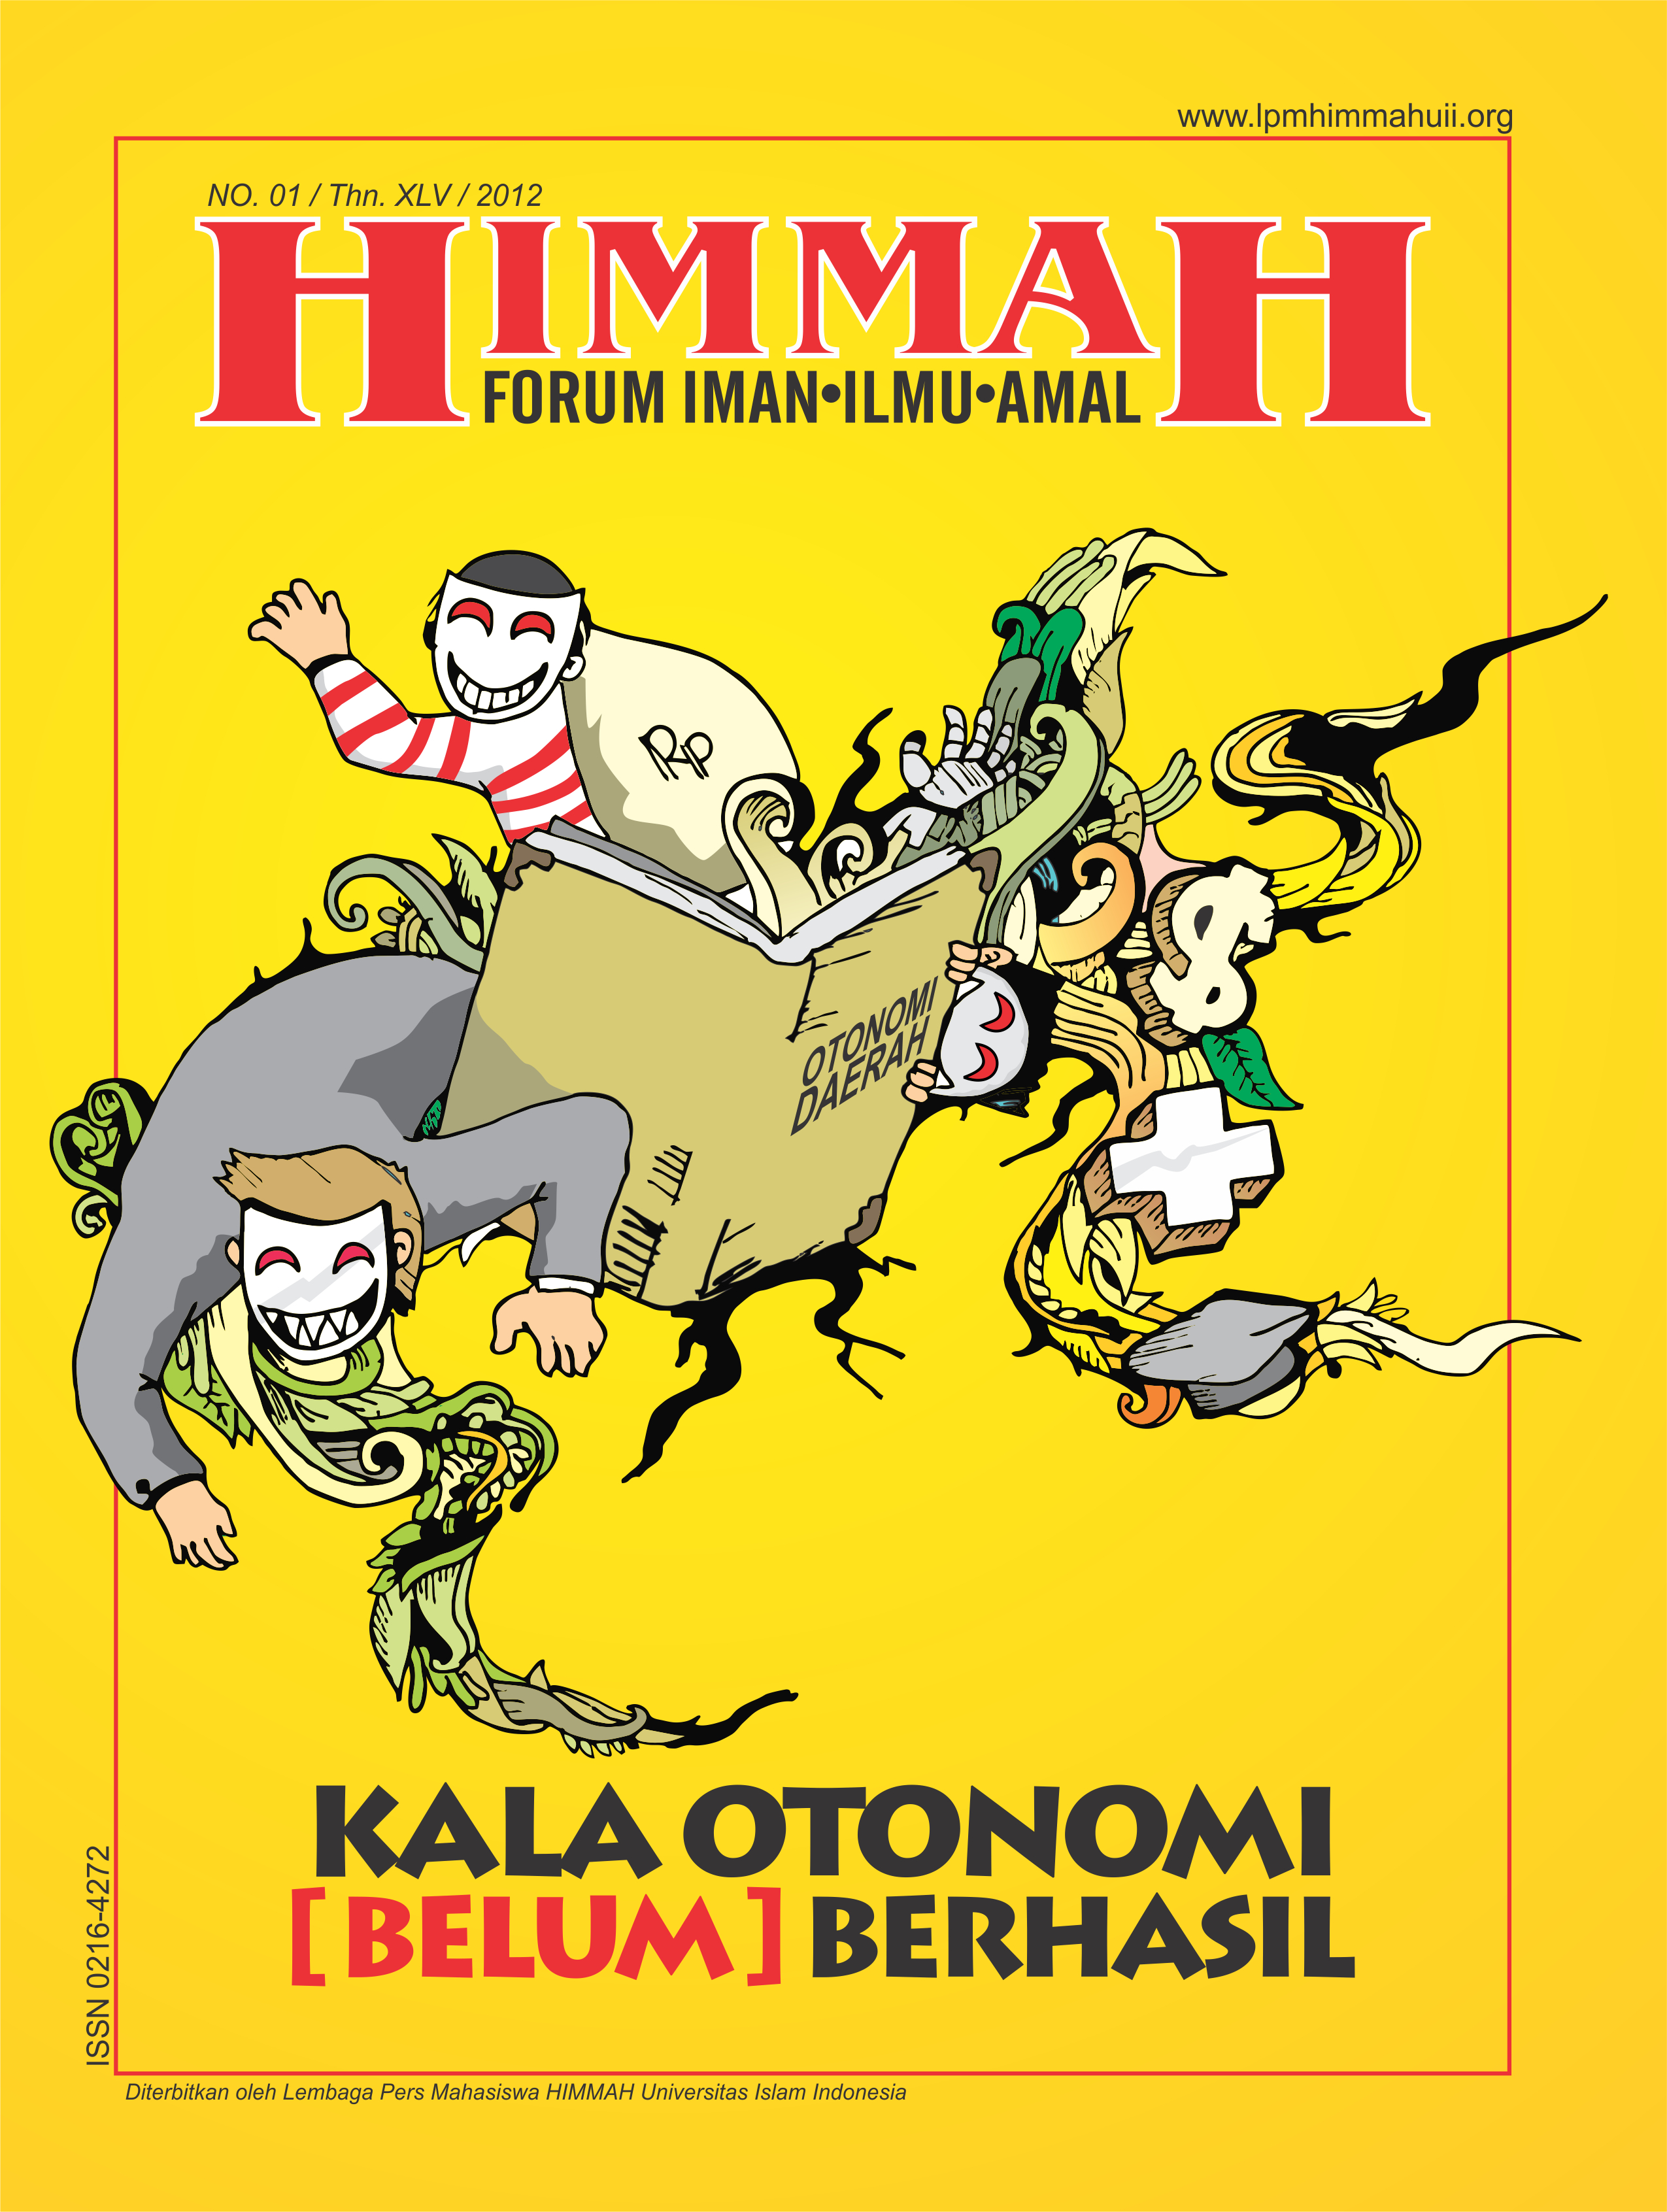 www.lpmhimmahuii.org
NO. 01 / Thn. XLV / 2012
HIMMAH
FORUM IMAN•ILMU•AMAL
Rp
OTONOMI
DAERAH
$
KALA OTONOMI
[BELUM] BERHASIL
ISSN 0216-4272
Diterbitkan oleh Lembaga Pers Mahasiswa HIMMAH Universitas Islam Indonesia